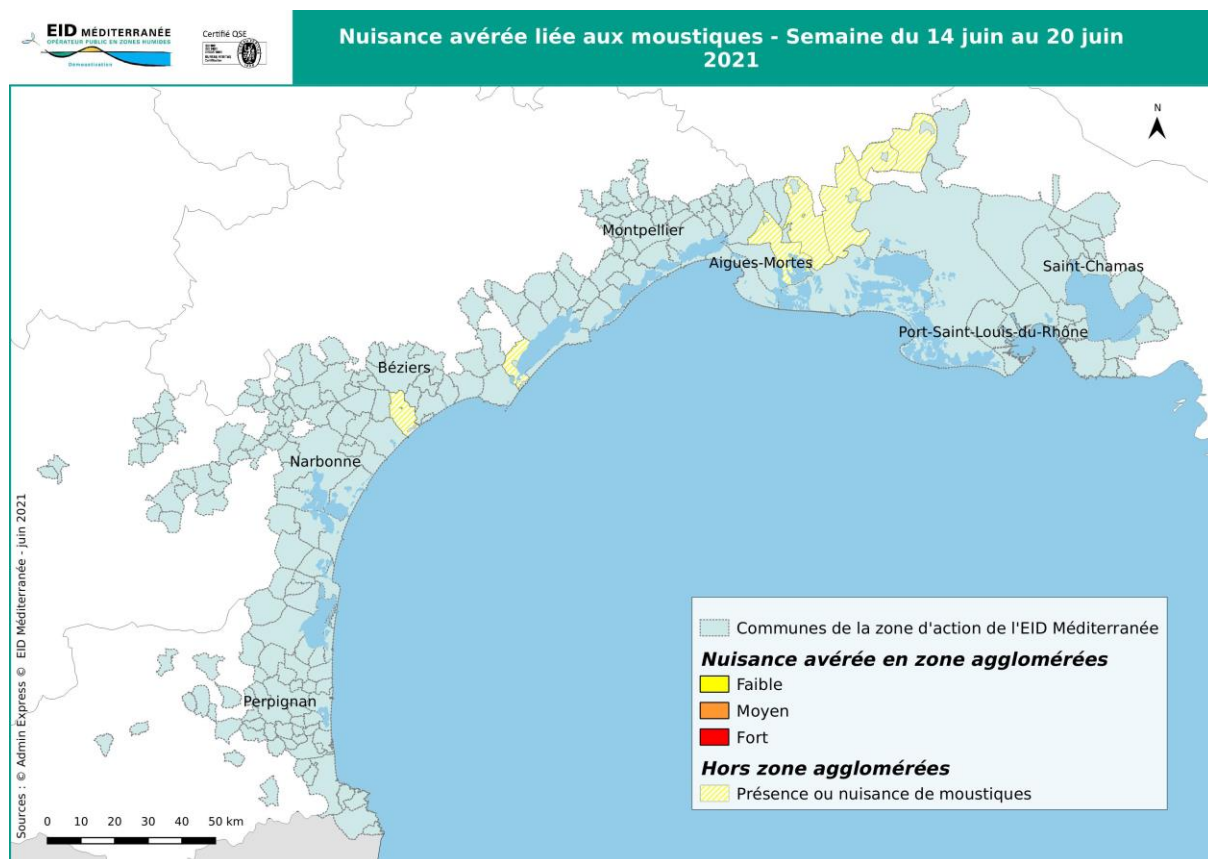 EID MÉDITERRANÉE
OPÉRATEUR PUBLIC EN ZONES HUMIDES
Démoustication
Certifié QSE
Nuisance avérée liée aux moustiques - Semaine du 14 juin au 20 juin
2021
N
Montpellier
Aigues-Mortes
Saint-Chamas
Port-Saint-Louis-du-Rhône
Béziers
Narbonne
Perpignan
Communes de la zone d'action de l'EID Méditerranée
Nuisance avérée en zone agglomérées
Faible
Moyen
Fort
Hors zone agglomérées
Présence ou nuisance de moustiques
0 10 20 30 40 50 km
Sources : © Admin Express © EID Méditerranée - juin 2021